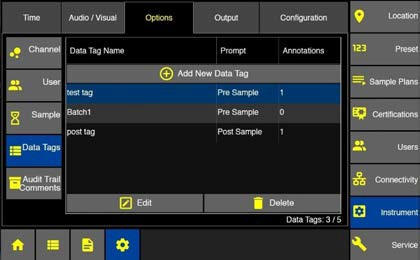 Time
Audio / Visual
Options
Output
Configuration
Location
123 Preset
Sample Plans
Certifications
Users
Connectivity
Instrument
Service
Channel
User
Sample
Data Tags
Audit Trail
Comments
Data Tag Name Prompt Annotations
Add New Data Tag
test tag Pre Sample 1
Batch1 Pre Sample 0
post tag Post Sample 1
Edit
Delete
Data Tags: 3 / 5